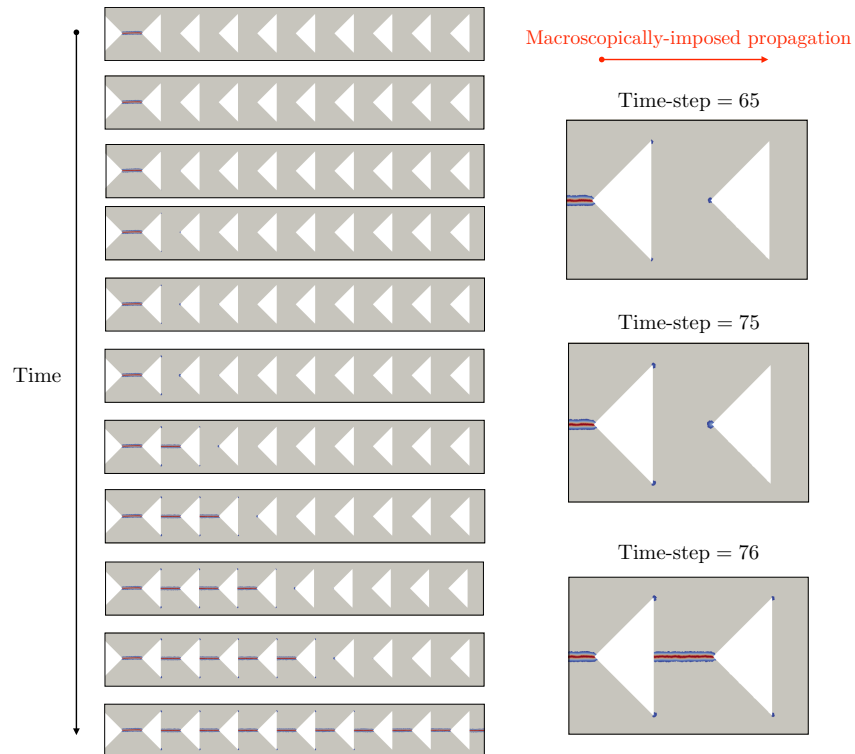 Macroscopically-imposed propagation
Time-step = 65
Time-step = 75
Time
Time-step = 76